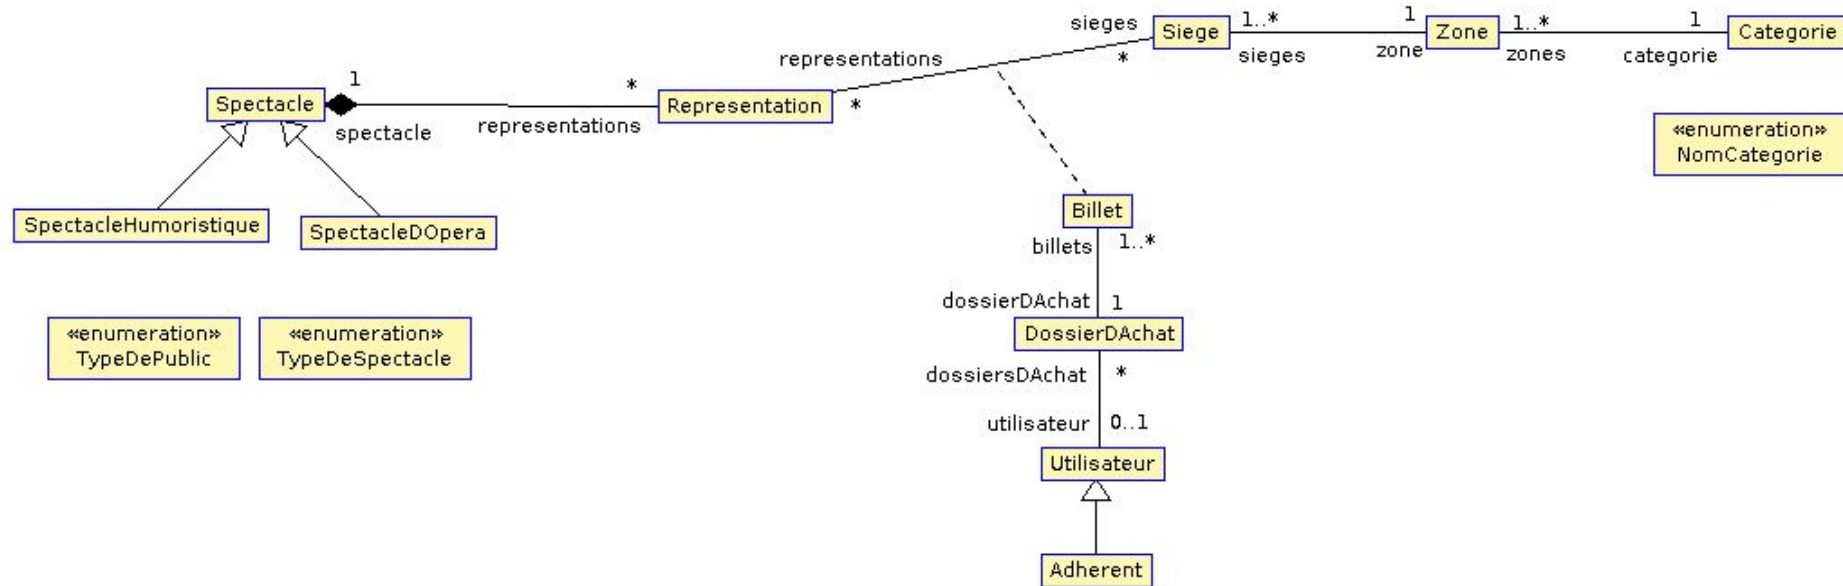 sieges
Siege
1..*
sieges
1
zone
Zone
1..*
zones
1
categorie
Categorie
representations
*
*
Spectacle
1
spectacle
*
representations
Representation
«enumeration»
NomCategorie
SpectacleHumoristique
SpectacleDOpera
Billet
billets
1..*
dossierDAchat
1
DossierDAchat
«enumeration»
TypeDePublic
«enumeration»
TypeDeSpectacle
dossiersDAchat
*
utilisateur
0..1
Utilisateur
Adherent